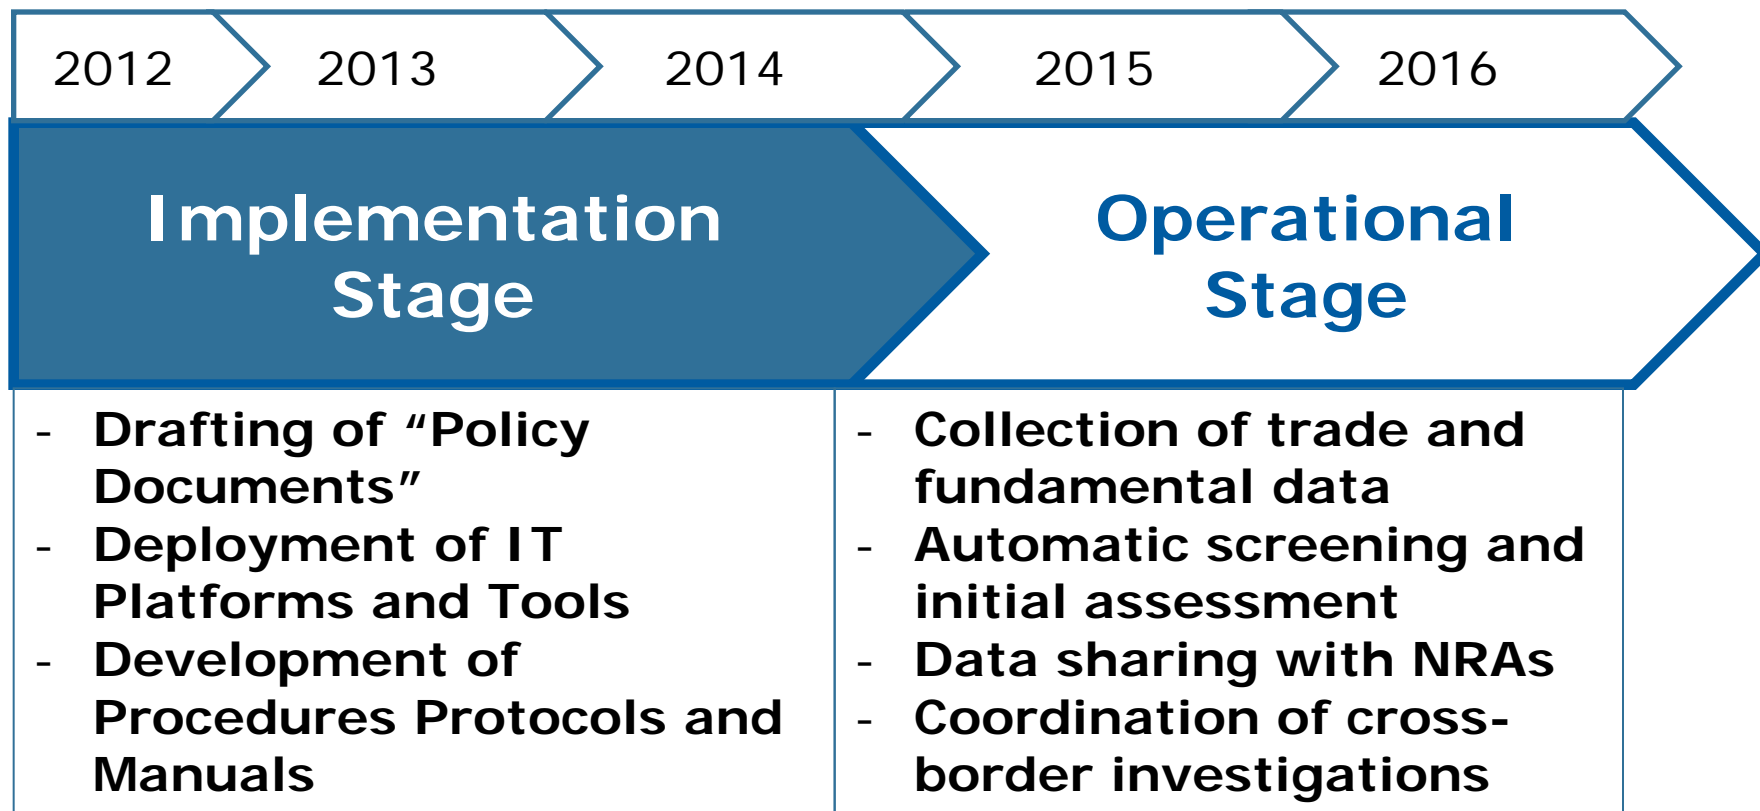 2012 2013 2014 2015 2016
Implementation
Stage
Operational
Stage
- Drafting of “Policy
Documents”
- Deployment of IT
Platforms and Tools
- Development of
Procedures Protocols and
Manuals
- Collection of trade and
fundamental data
- Automatic screening and
initial assessment
- Data sharing with NRAs
- Coordination of cross-
border investigations